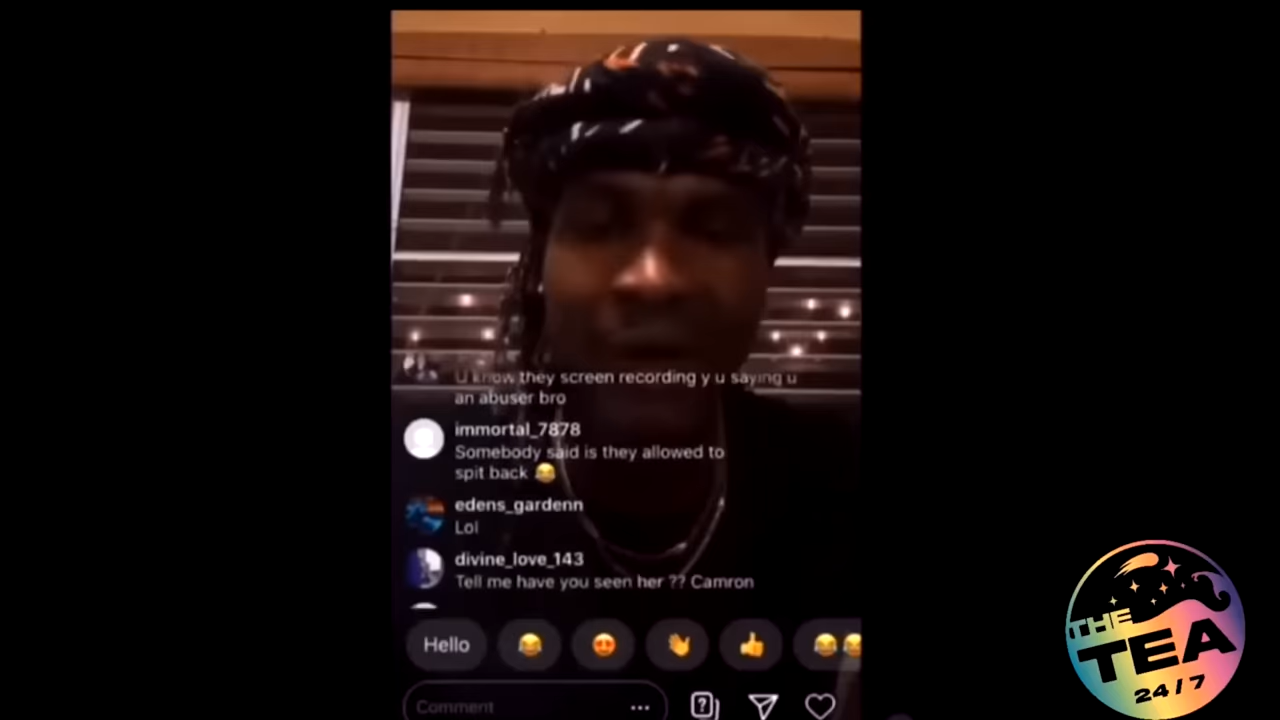 U know they screen recording y u saying u
an abuser bro
immortal_7878
Somebody said is they allowed to
spit back 😂
edens_gardenn
Lol
divine_love_143
Tell me have you seen her ?? Camron
Hello
Comment
THE
TEA
24/7